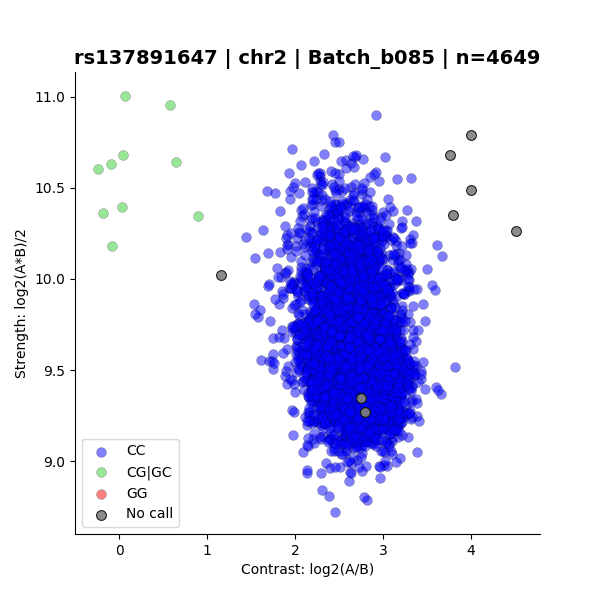 rs137891647 | chr2 | Batch_b085 | n=4649
11.0
10.5
10.0
9.5
9.0
Strength: log2(A*B)/2
CC
CG|GC
GG
No call
0 1 2 3 4
Contrast: log2(A/B)